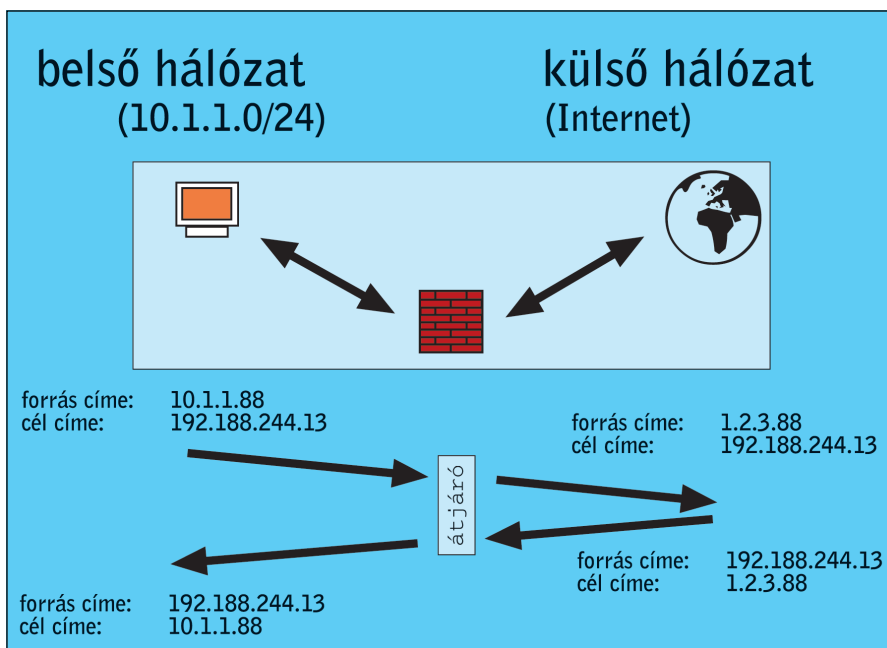 belső hálózat
(10.1.1.0/24)
külső hálózat
(Internet)
forrás címe: 10.1.1.88
cél címe: 192.188.244.13
forrás címe: 1.2.3.88
cél címe: 192.188.244.13
átjáró
forrás címe: 192.188.244.13
cél címe: 1.2.3.88
forrás címe: 192.188.244.13
cél címe: 10.1.1.88